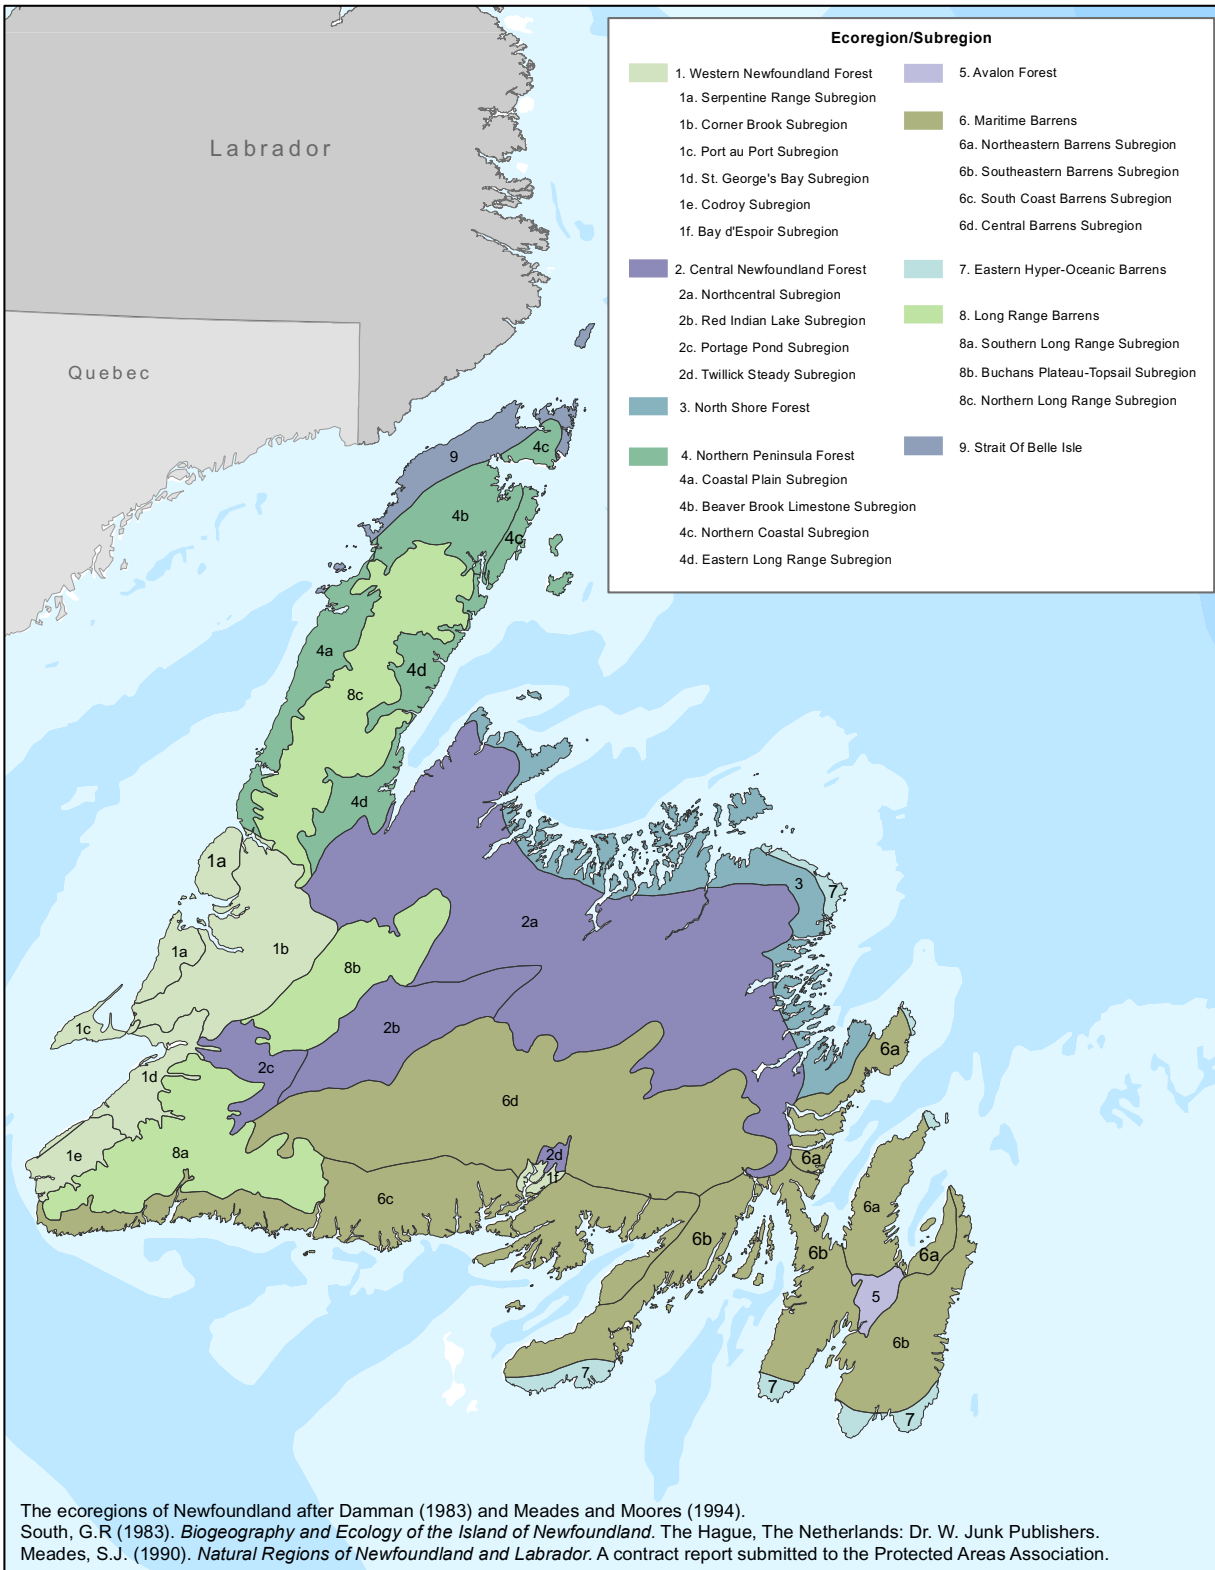 Ecoregion/Subregion
1. Western Newfoundland Forest
1a. Serpentine Range Subregion
1b. Corner Brook Subregion
1c. Port au Port Subregion
1d. St. George's Bay Subregion
1e. Codroy Subregion
1f. Bay d'Espoir Subregion
2. Central Newfoundland Forest
2a. Northcentral Subregion
2b. Red Indian Lake Subregion
2c. Portage Pond Subregion
2d. Twillick Steady Subregion
3. North Shore Forest
4. Northern Peninsula Forest
4a. Coastal Plain Subregion
4b. Beaver Brook Limestone Subregion
4c. Northern Coastal Subregion
4d. Eastern Long Range Subregion
5. Avalon Forest
6. Maritime Barrens
6a. Northeastern Barrens Subregion
6b. Southeastern Barrens Subregion
6c. South Coast Barrens Subregion
6d. Central Barrens Subregion
7. Eastern Hyper-Oceanic Barrens
8. Long Range Barrens
8a. Southern Long Range Subregion
8b. Buchans Plateau-Topsail Subregion
8c. Northern Long Range Subregion
9. Strait Of Belle Isle
Labrador
Quebec
9
4c
4b
4c
4a
4d
8c
4d
1a
3
7
2a
1b
1a
8b
1c
2b
6a
2c
1d
6d
8a
1e
2d
6a
1f
6c
6a
6b
6b
6a
5
6b
7
7
7
The ecoregions of Newfoundland after Damman (1983) and Meades and Moores (1994).
South, G.R (1983). Biogeography and Ecology of the Island of Newfoundland. The Hague, The Netherlands: Dr. W. Junk Publishers.
Meades, S.J. (1990). Natural Regions of Newfoundland and Labrador. A contract report submitted to the Protected Areas Association.